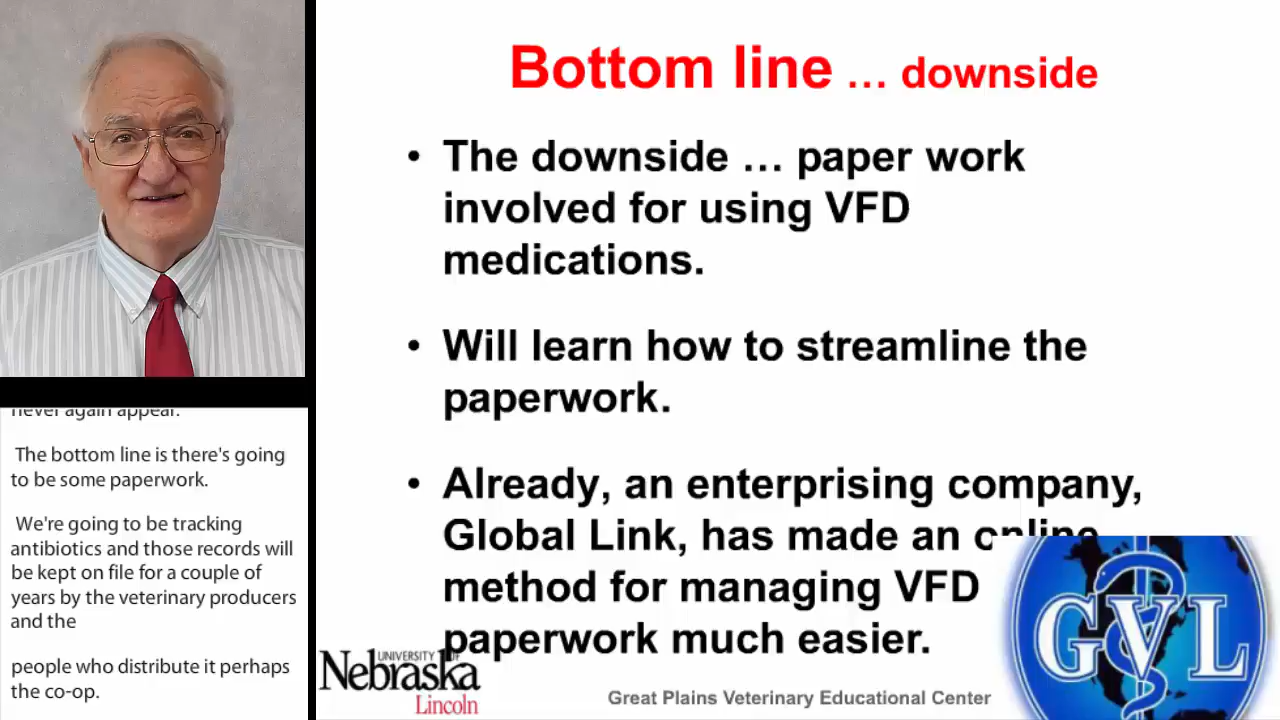 Bottom line … downside
• The downside … paper work
involved for using VFD
medications.
• Will learn how to streamline the
paperwork.
• Already, an enterprising company,
Global Link, has made an online
method for managing VFD
paperwork much easier.
never again appear.
The bottom line is there's going
to be some paperwork.
We're going to be tracking
antibiotics and those records will
be kept on file for a couple of
years by the veterinary producers
and the
people who distribute it perhaps
the co-op.
UNIVERSITY OF
Nebraska
Lincoln
Great Plains Veterinary Educational Center
GVL